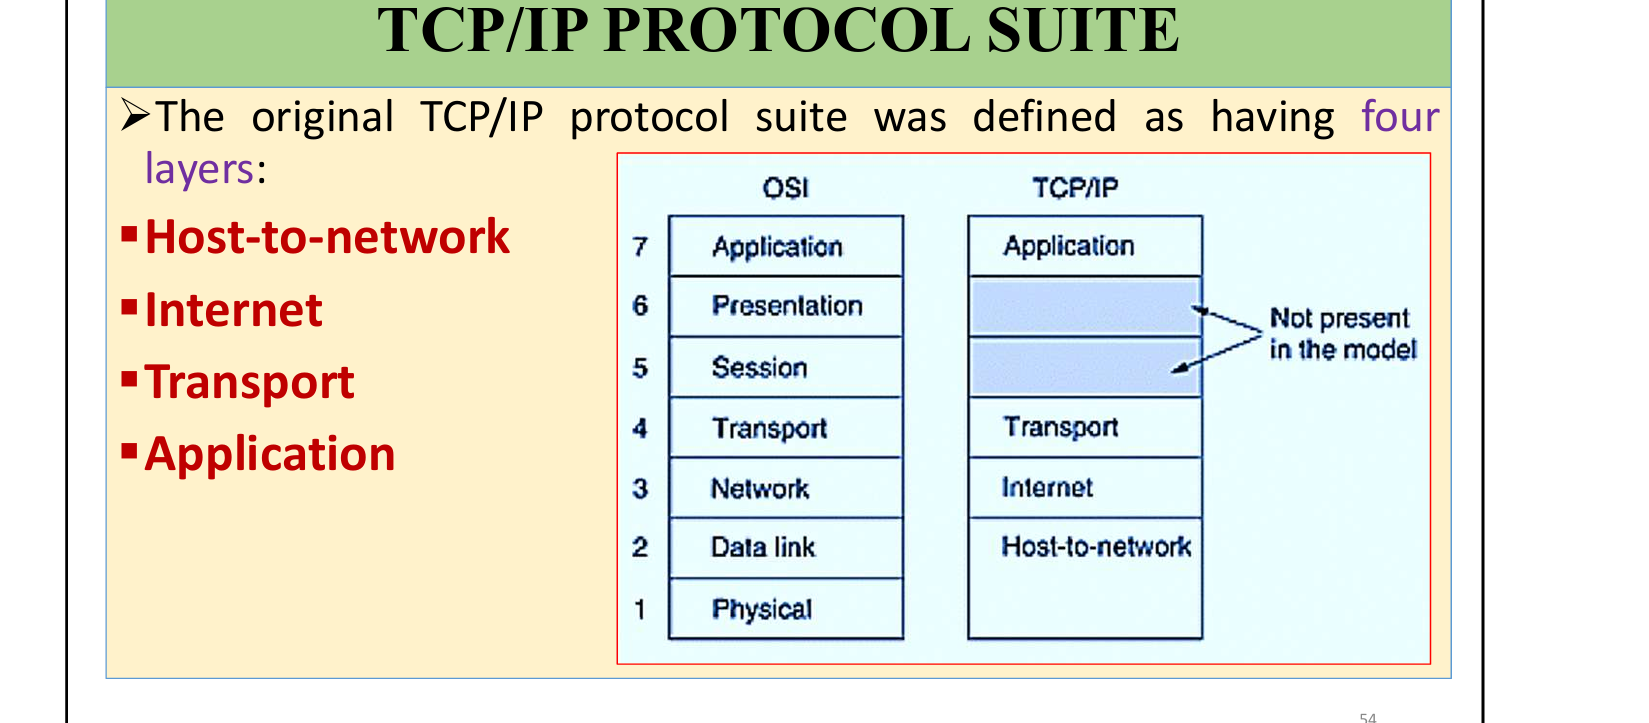 TCP/IP PROTOCOL SUITE
➢The original TCP/IP protocol suite was defined as having four
layers:
▪Host-to-network
▪Internet
▪Transport
▪Application
OSI TCP/IP
7 Application Application
6 Presentation
Not present
in the model
5 Session
4 Transport Transport
3 Network Internet
2 Data link Host-to-network
1 Physical
54